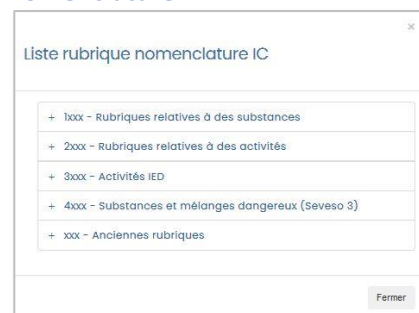 ×
Liste rubrique nomenclature IC
+ 1xxx - Rubriques relatives à des substances
+ 2xxx - Rubriques relatives à des activités
+ 3xxx - Activités IED
+ 4xxx - Substances et mélanges dangereux (Seveso 3)
+ xxx - Anciennes rubriques
Fermer